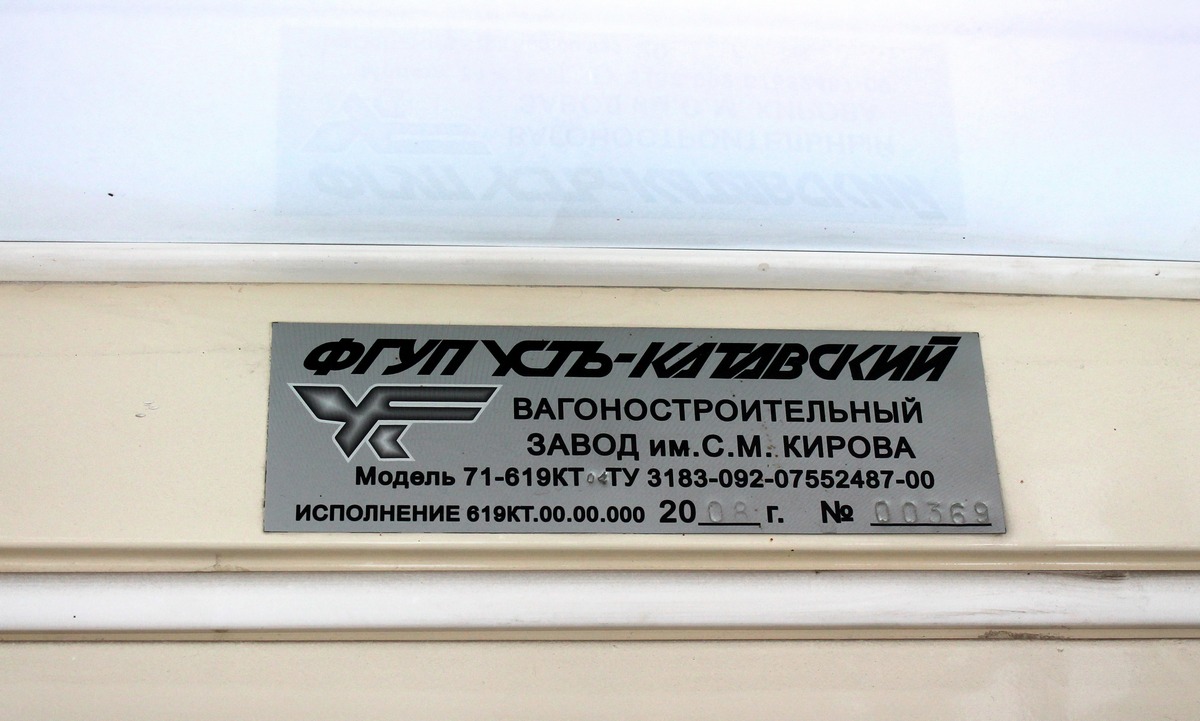 ФГУП УСТЬ-КАТАВСКИЙ
ВАГОНОСТРОИТЕЛЬНЫЙ
ЗАВОД им.С.М. КИРОВА
Модель 71-619КТ ТУ 3183-092-07552487-00
ИСПОЛНЕНИЕ 619КТ.00.00.000 2008 г. № 00369